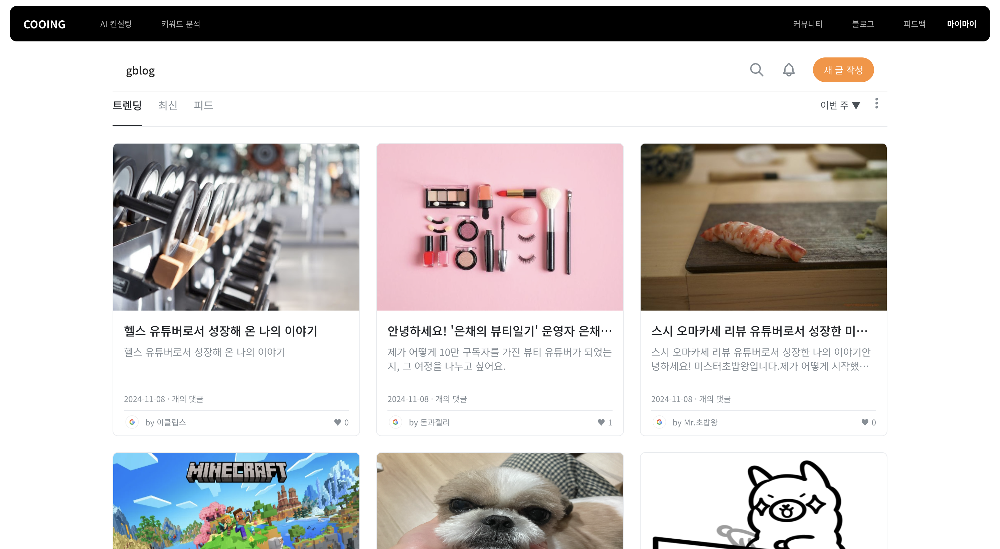 COOING
AI 컨설팅
키워드 분석
커뮤니티
블로그
피드백
마이마이
gblog
새 글 작성
트렌딩
최신
피드
이번 주 ▼
헬스 유튜버로서 성장해 온 나의 이야기
헬스 유튜버로서 성장해 온 나의 이야기
2024-11-08 · 개의 댓글
by 이클립스
♥ 0
안녕하세요! '은채의 뷰티일기' 운영자 은채…
제가 어떻게 10만 구독자를 가진 뷰티 유튜버가 되었는
지, 그 여정을 나누고 싶어요.
2024-11-08 · 개의 댓글
by 돈과젤리
♥ 1
스시 오마카세 리뷰 유튜버로서 성장한 미…
스시 오마카세 리뷰 유튜버로서 성장한 나의 이야기안
녕하세요! 미스터초밥왕입니다.제가 어떻게 시작했…
2024-11-08 · 개의 댓글
by Mr.초밥왕
♥ 0
MINECRAFT